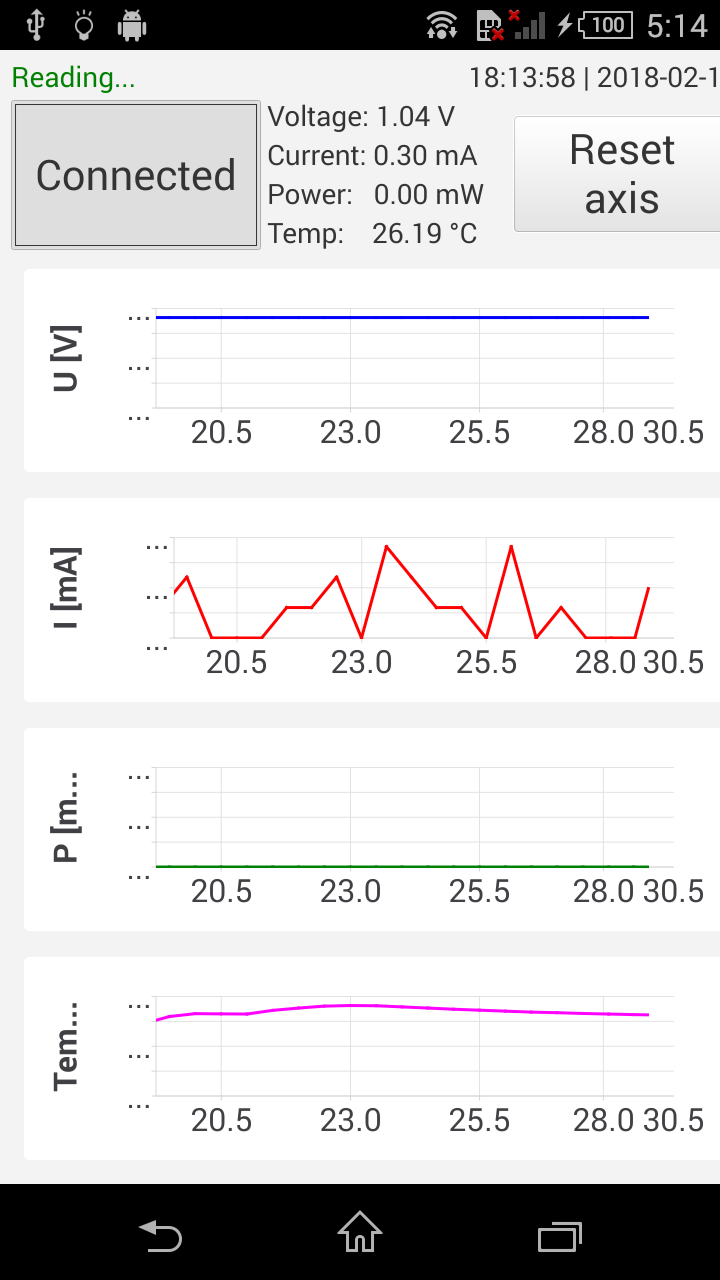 100 5:14
Reading... 18:13:58 | 2018-02-1
Connected
Voltage: 1.04 V
Current: 0.30 mA
Power: 0.00 mW
Temp: 26.19 °C
Reset
axis
U [V]
...
...
...
20.5 23.0 25.5 28.0 30.5
I [mA]
...
...
...
20.5 23.0 25.5 28.0 30.5
P [m...
...
...
...
20.5 23.0 25.5 28.0 30.5
Tem...
...
...
...
20.5 23.0 25.5 28.0 30.5